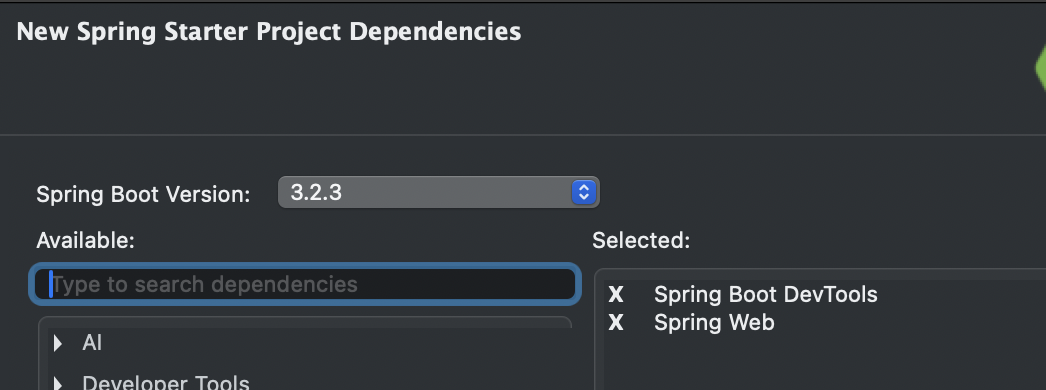 New Spring Starter Project Dependencies
Spring Boot Version: 3.2.3
Available:
Selected:
Type to search dependencies
X Spring Boot DevTools
X Spring Web
AI
Developer Tools